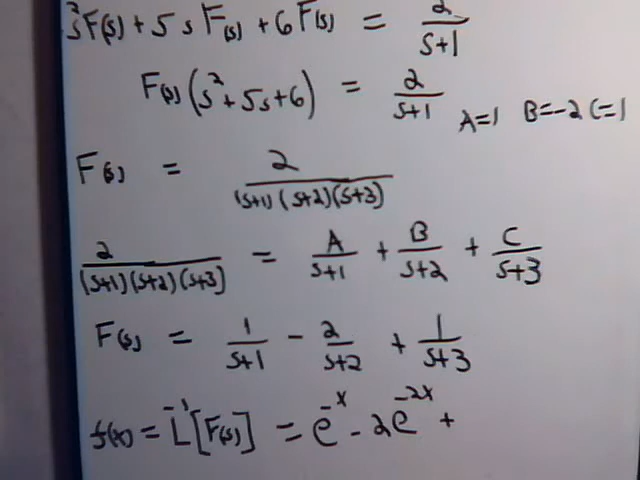 s²F(s) + 5sF(s) + 6F(s) = 2/(s+1)
F(s)(s²+5s+6) = 2/(s+1) A=1 B=-2 C=1
F(s) = 2/((s+1)(s+2)(s+3))
2/((s+1)(s+2)(s+3)) = A/(s+1) + B/(s+2) + C/(s+3)
F(s) = 1/(s+1) - 2/(s+2) + 1/(s+3)
f(x) = L⁻¹[F(s)] = e⁻ˣ - 2e⁻²ˣ +